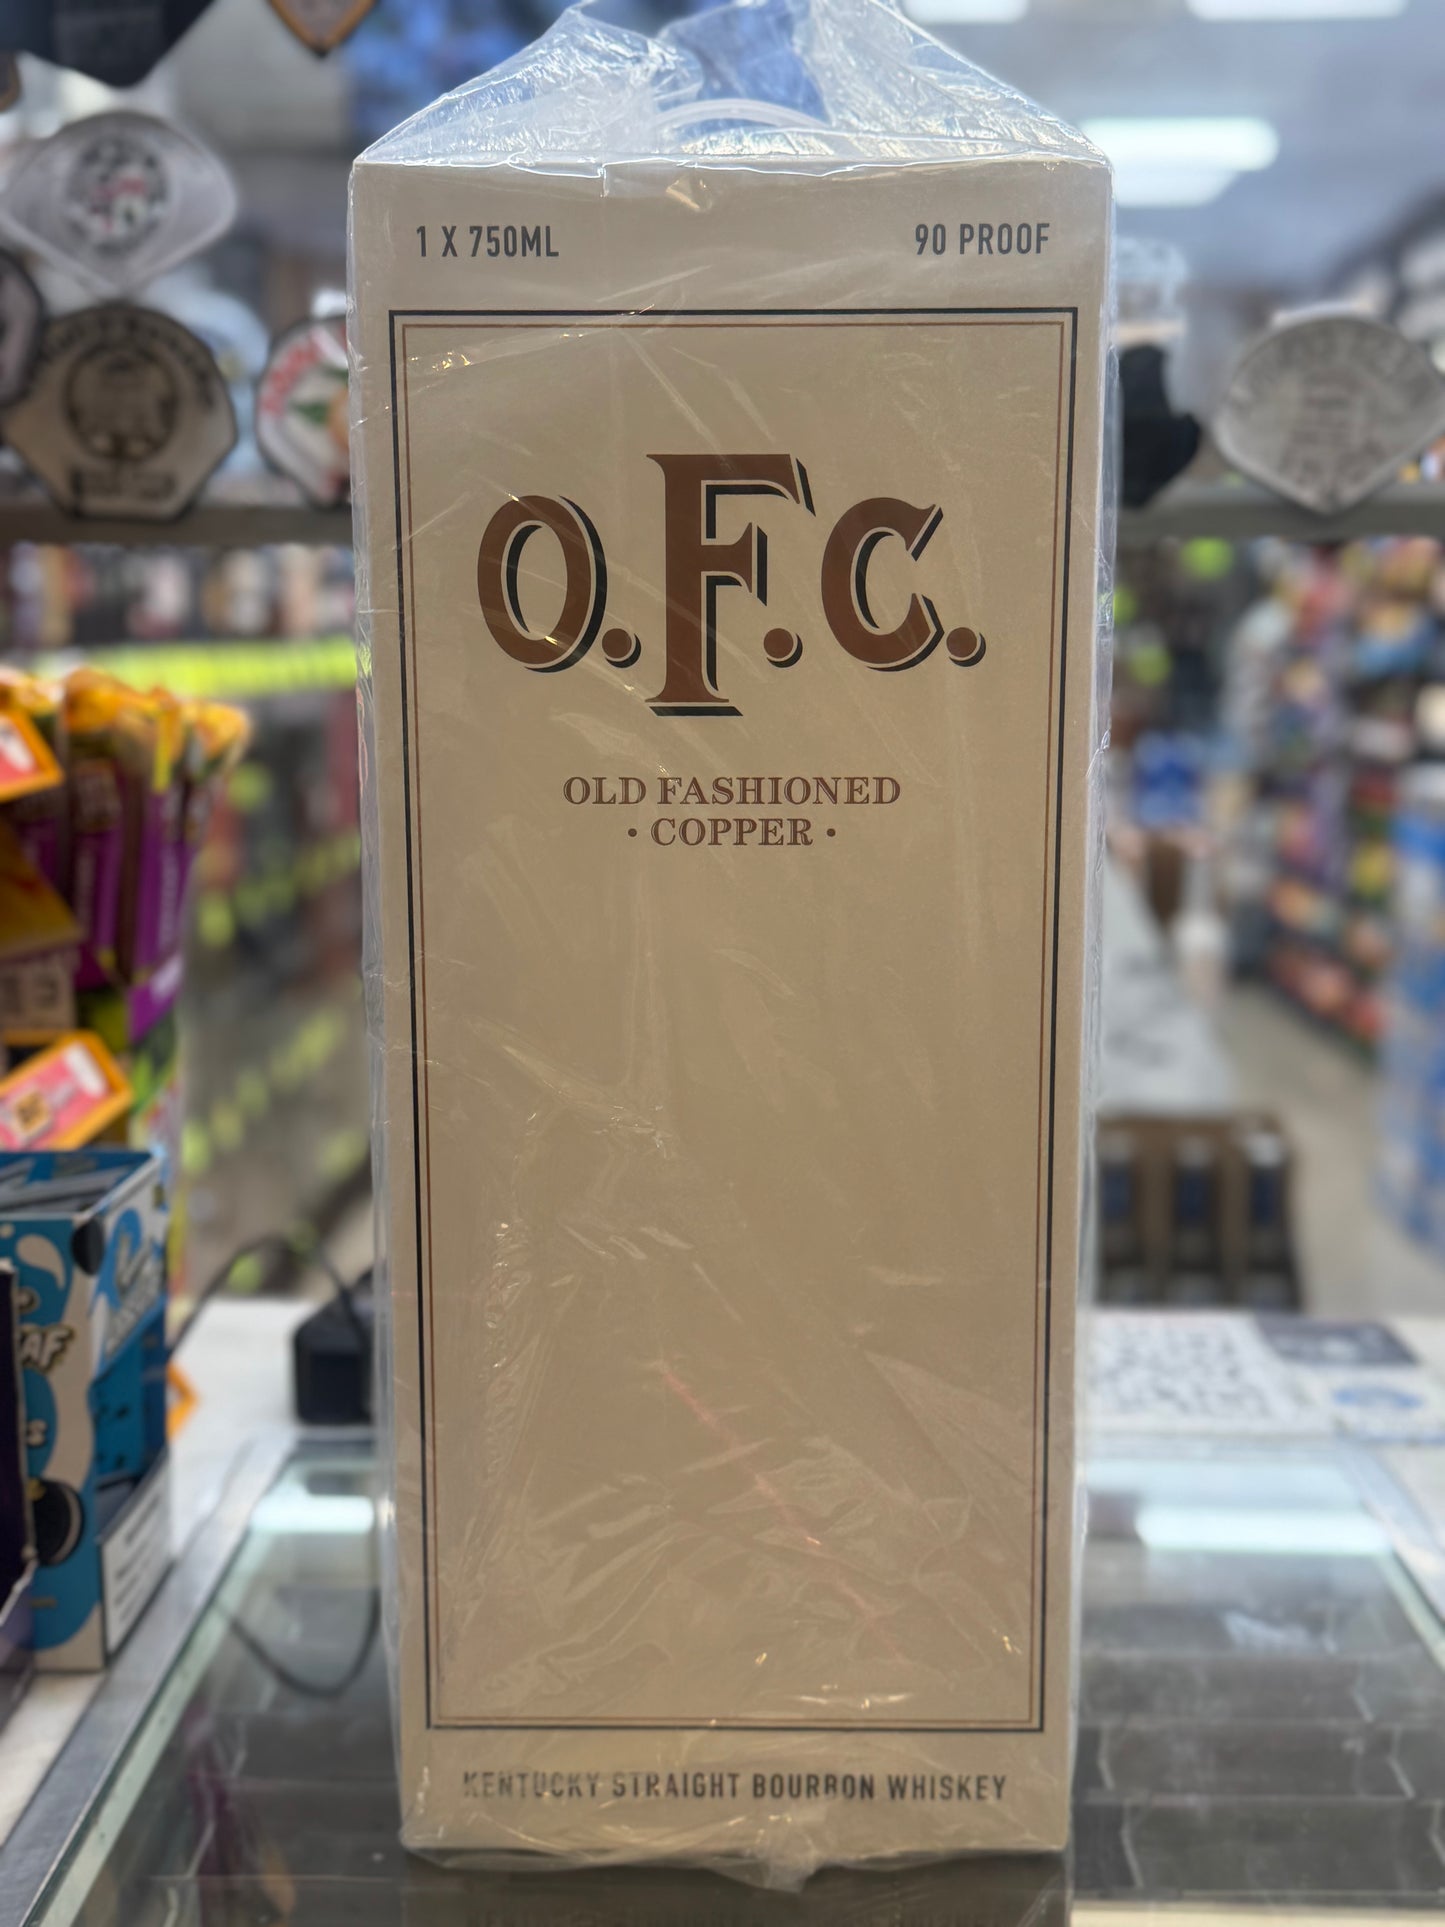 1 X 750ML 90 PROOF
O.F.C.
OLD FASHIONED
· COPPER ·
KENTUCKY STRAIGHT BOURBON WHISKEY